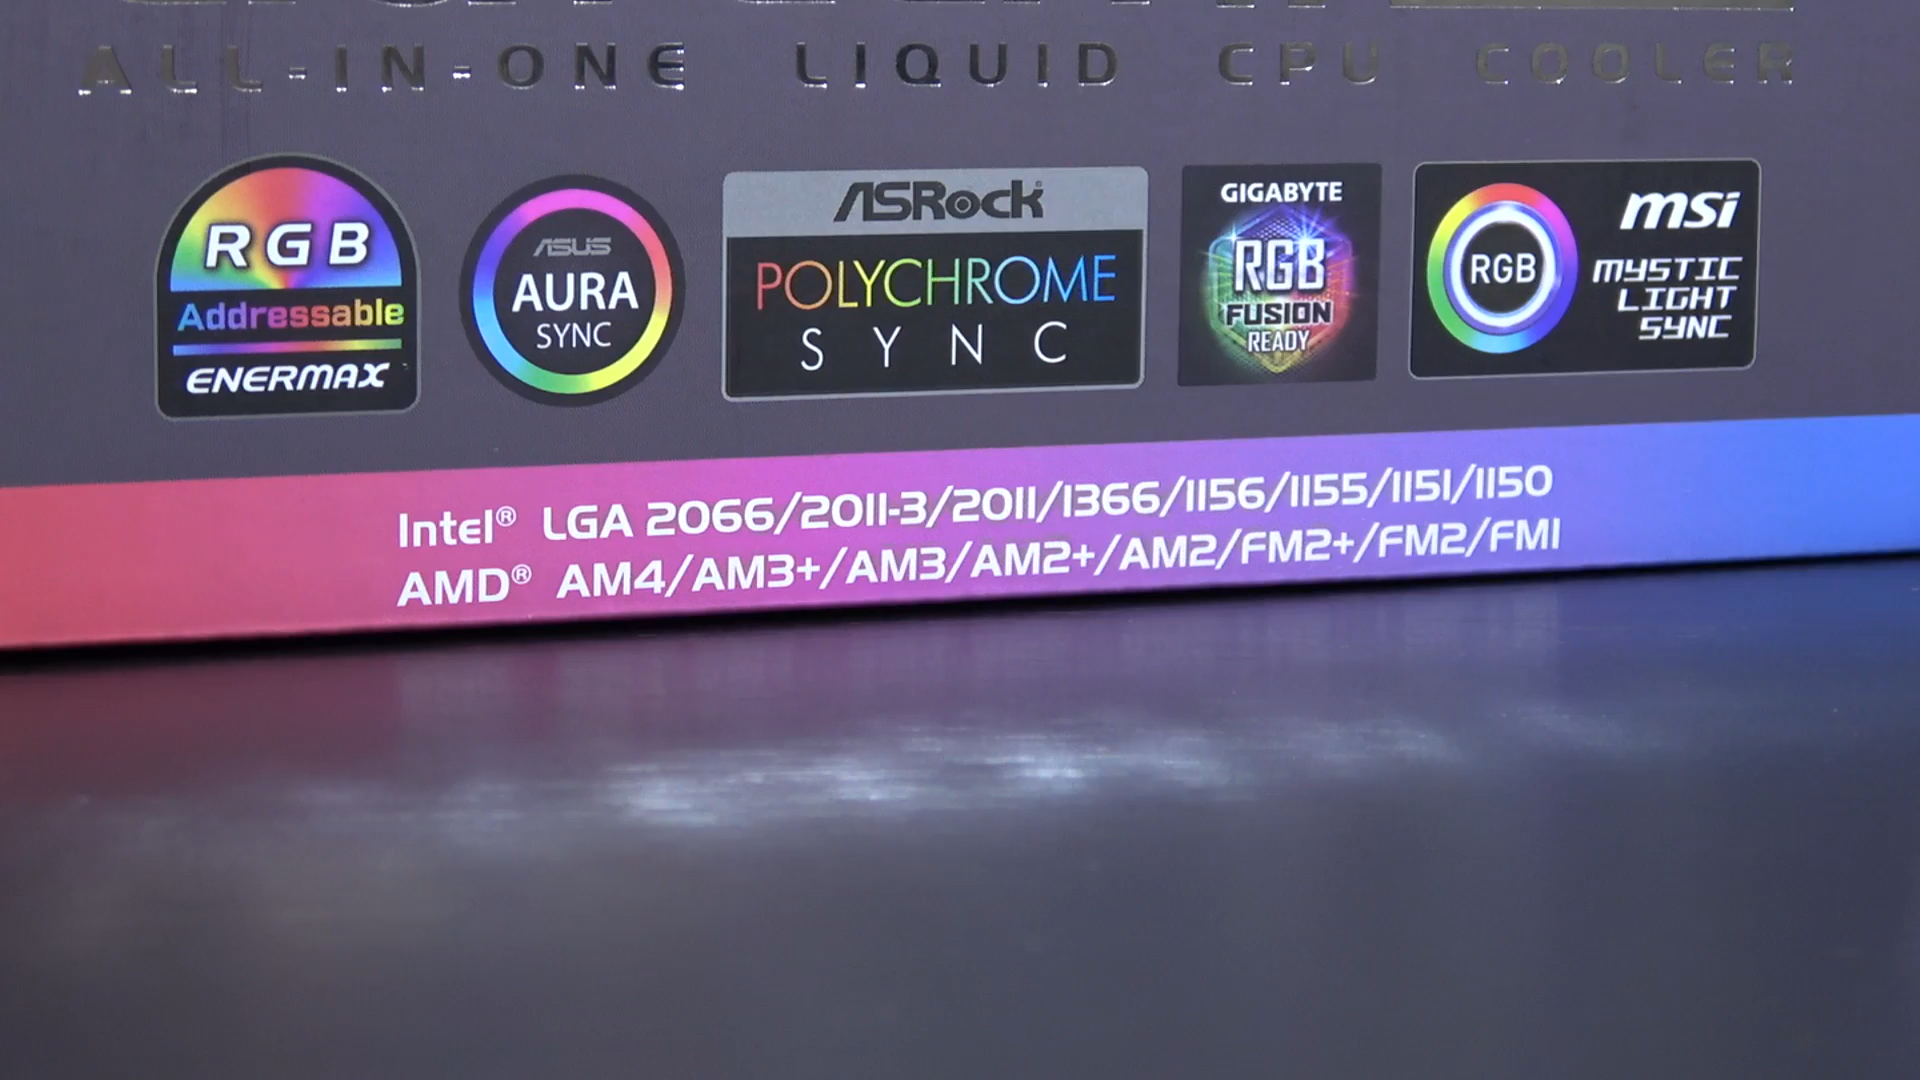 ALL-IN-ONE LIQUID CPU COOLER
RGB
Addressable
ENERMAX
ASUS
AURA
SYNC
ASRock
POLYCHROME
SYNC
GIGABYTE
RGB
FUSION
READY
RGB
msi
MYSTIC
LIGHT
SYNC
Intel® LGA 2066/2011-3/2011/1366/1156/1155/1151/1150
AMD® AM4/AM3+/AM3/AM2+/AM2/FM2+/FM2/FM1